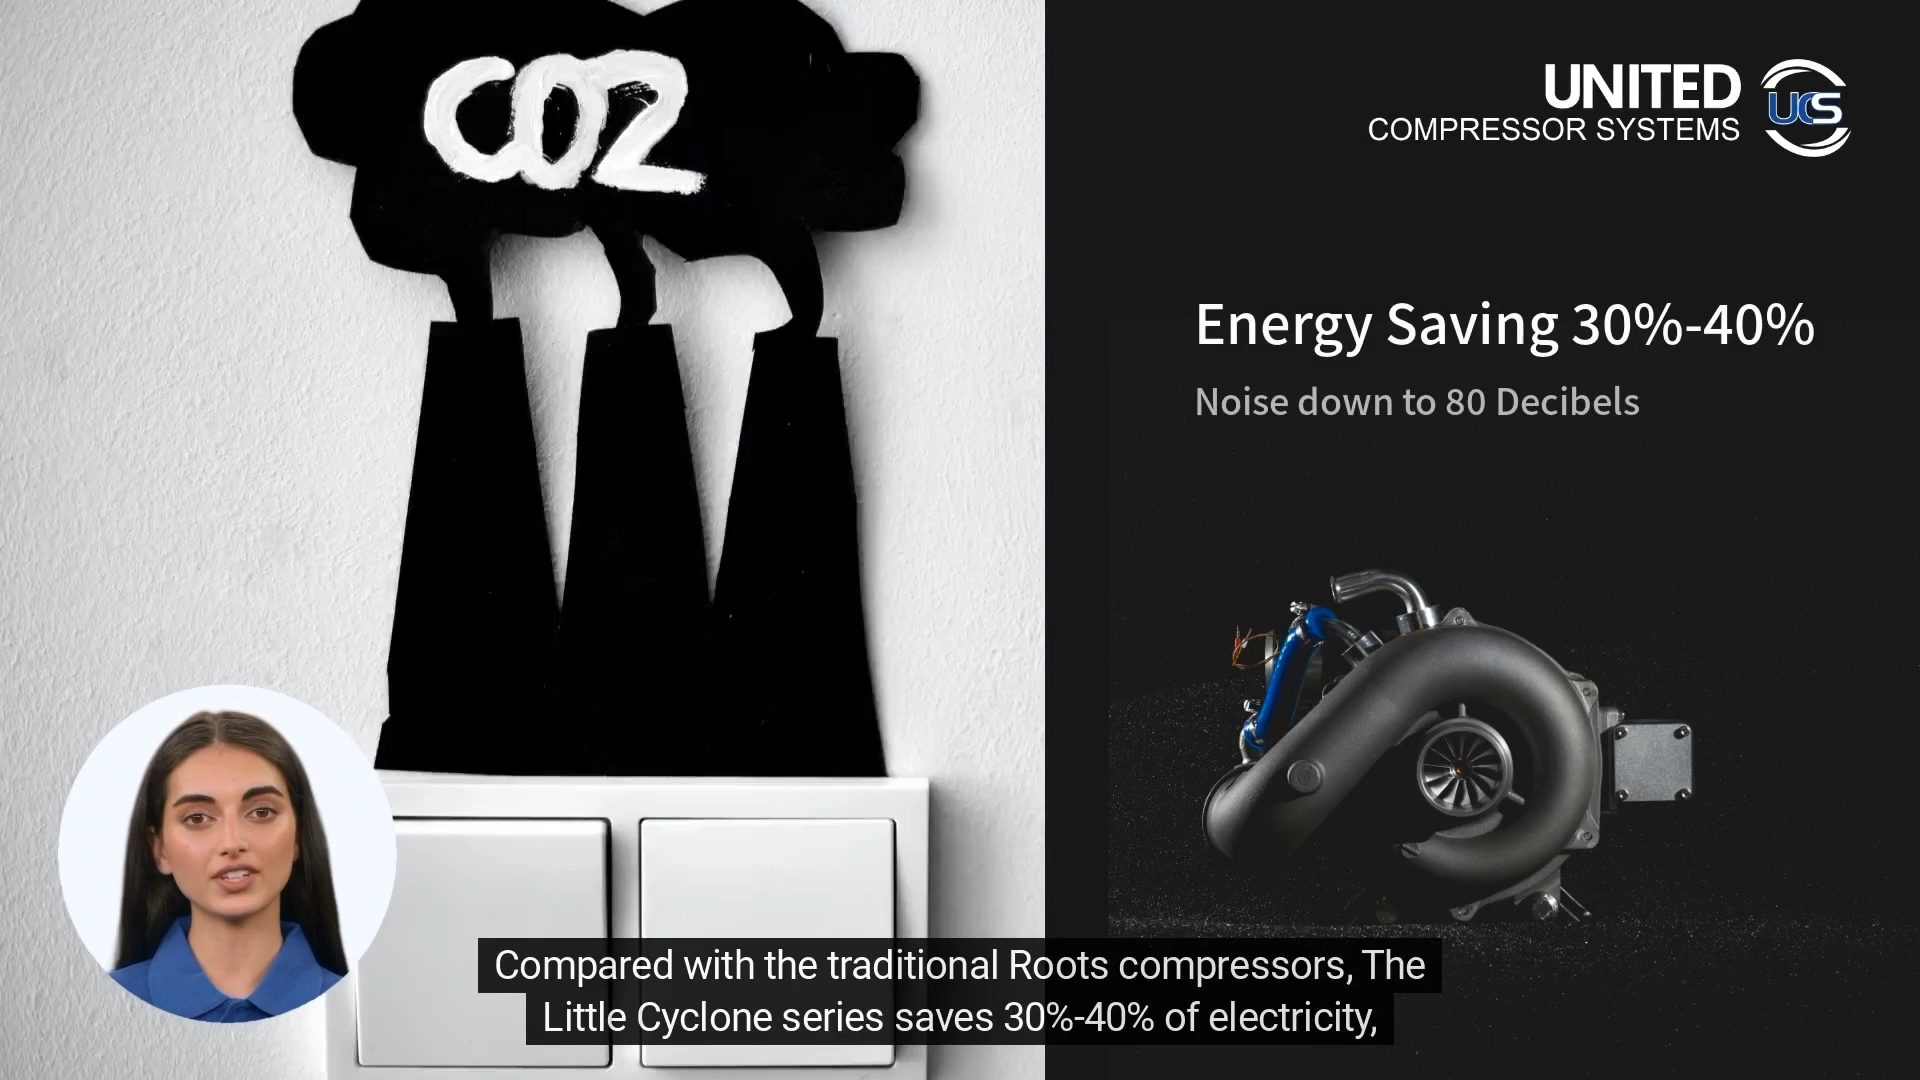 CO2
UNITED
COMPRESSOR SYSTEMS
UCS
Energy Saving 30%-40%
Noise down to 80 Decibels
Compared with the traditional Roots compressors, The
Little Cyclone series saves 30%-40% of electricity,